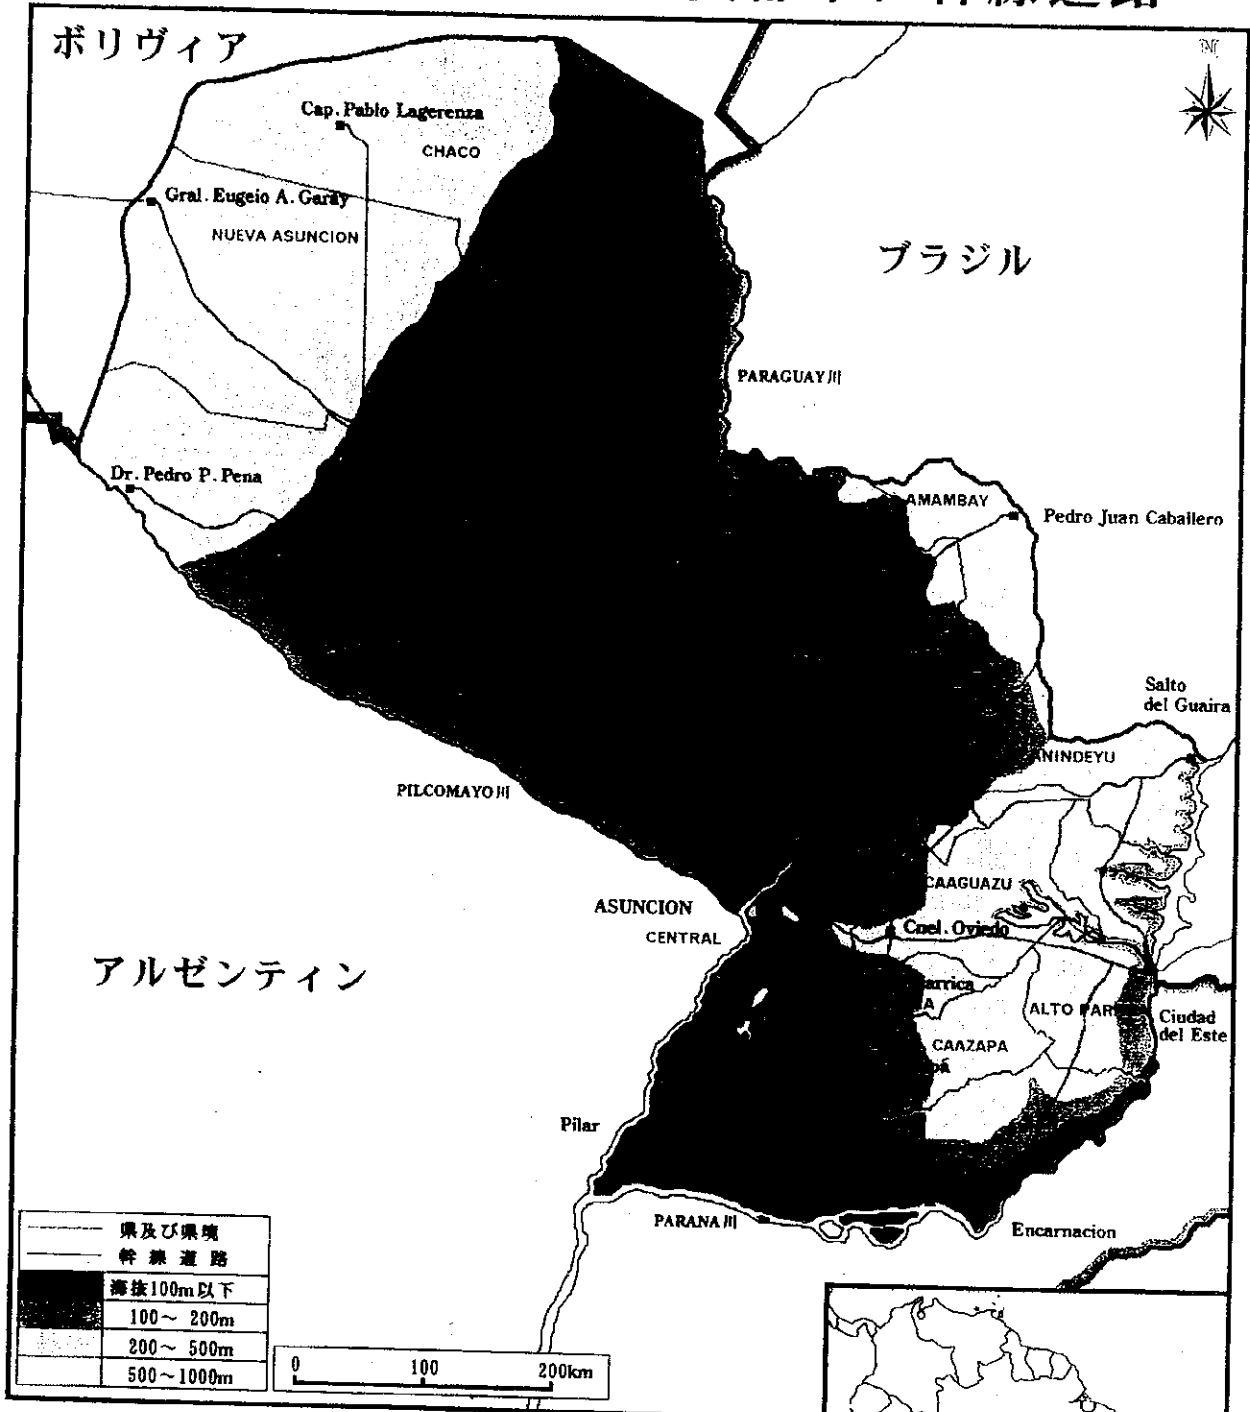 ボリヴィア
N
Cap. Pablo Lagerenza
CHACO
Gral. Eugeio A. Garay
NUEVA ASUNCION
ブラジル
PARAGUAY川
Dr. Pedro P. Pena
AMAMBAY
Pedro Juan Caballero
Salto
del Guaira
ANINDEYU
PILCOMAYO川
CAAGUAZU
ASUNCION
Cnel. Oviedo
CENTRAL
アルゼンティン
arrica
A
ALTO PAR
Ciudad
del Este
CAAZAPA
pá
Pilar
PARANA川
Encarnacion
県及び県境
幹線道路
海抜100m以下
100～ 200m
200～ 500m
500～1000m
0 100 200km